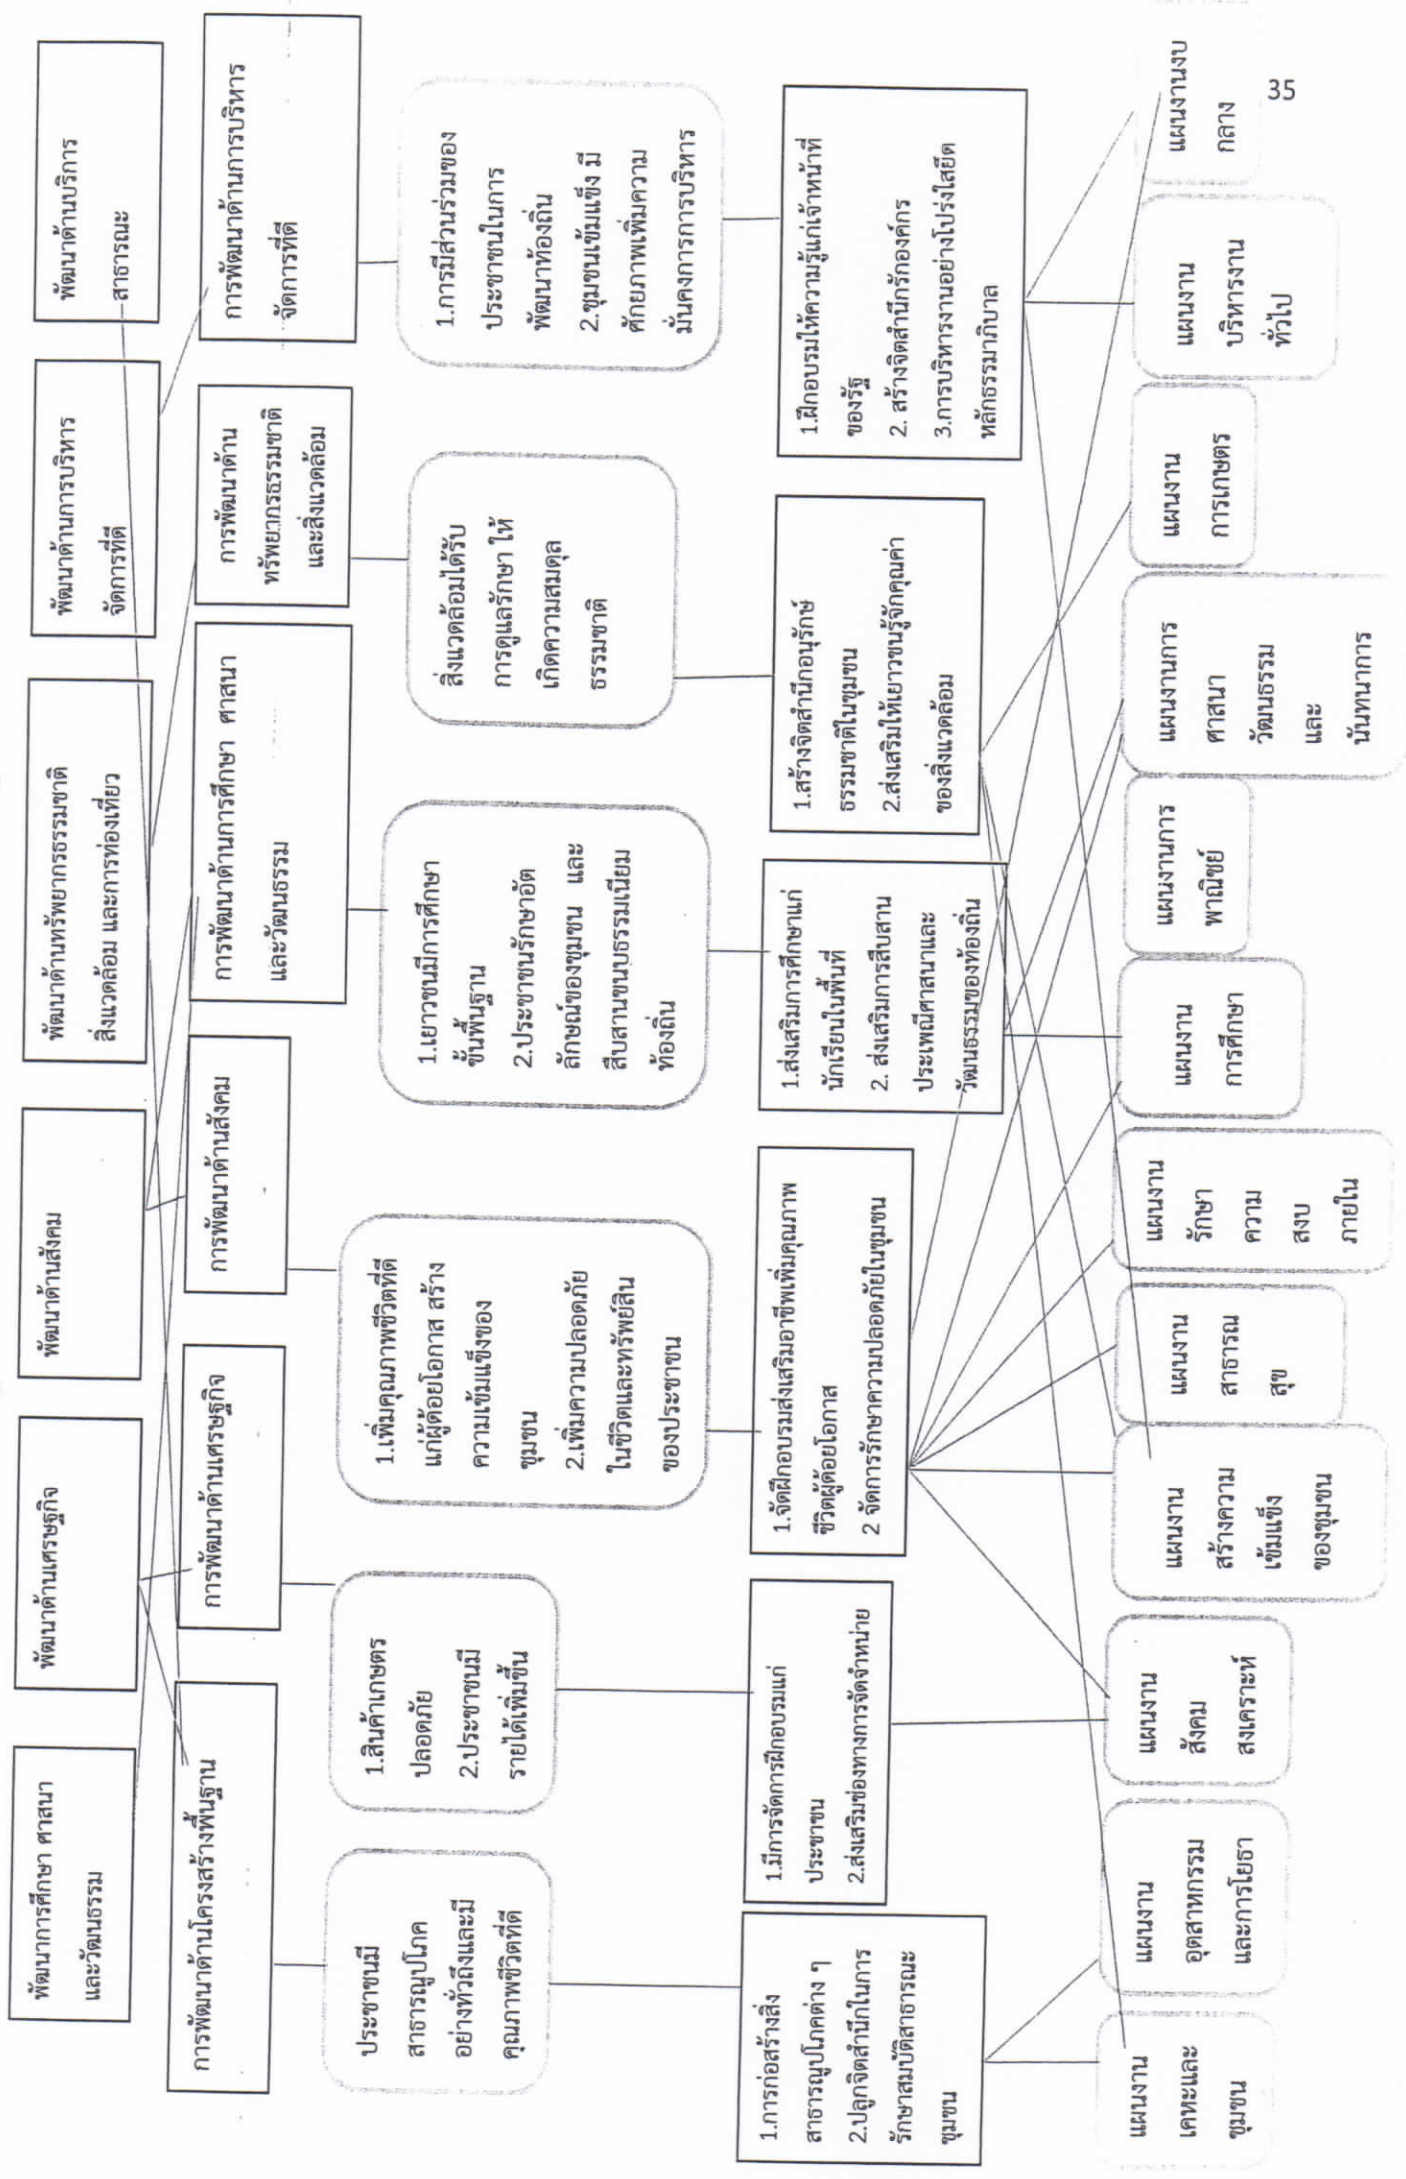 พัฒนาการศึกษา ศาสนา
และวัฒนธรรม
พัฒนาด้านเศรษฐกิจ
พัฒนาด้านสังคม
พัฒนาด้านทรัพยากรธรรมชาติ
สิ่งแวดล้อม และการท่องเที่ยว
พัฒนาด้านการบริหาร
จัดการที่ดี
พัฒนาด้านบริการ
สาธารณะ
การพัฒนาด้านโครงสร้างพื้นฐาน
การพัฒนาด้านเศรษฐกิจ
การพัฒนาด้านสังคม
การพัฒนาด้านการศึกษา ศาสนา
และวัฒนธรรม
การพัฒนาด้าน
ทรัพยากรธรรมชาติ
และสิ่งแวดล้อม
การพัฒนาด้านการบริหาร
จัดการที่ดี
ประชาชนมี
สาธารณูปโภค
อย่างทั่วถึงและมี
คุณภาพชีวิตที่ดี
1.สินค้าเกษตร
ปลอดภัย
2.ประชาชนมี
รายได้เพิ่มขึ้น
1.เพิ่มคุณภาพชีวิตที่ดี
แก่ผู้ด้อยโอกาส สร้าง
ความเข้มแข็งของ
ชุมชน
2.เพิ่มความปลอดภัย
ในชีวิตและทรัพย์สิน
ของประชาชน
1.เยาวชนมีการศึกษา
ขั้นพื้นฐาน
2.ประชาชนรักษาอัต
ลักษณ์ของชุมชน และ
สืบสานขนบธรรมเนียม
ท้องถิ่น
สิ่งแวดล้อมได้รับ
การดูแลรักษา ให้
เกิดความสมดุล
ธรรมชาติ
1.การมีส่วนร่วมของ
ประชาชนในการ
พัฒนาท้องถิ่น
2.ชุมชนเข้มแข็ง มี
ศักยภาพเพิ่มความ
มั่นคงการการบริหาร
1.การก่อสร้างสิ่ง
สาธารณูปโภคต่าง ๆ
2.ปลูกจิตสำนึกในการ
รักษาสมบัติสาธารณะ
ชุมชน
1.มีการจัดการฝึกอบรมแก่
ประชาชน
2.ส่งเสริมช่องทางการจัดจำหน่าย
1.จัดฝึกอบรมส่งเสริมอาชีพเพิ่มคุณภาพ
ชีวิตผู้ด้อยโอกาส
2 จัดการรักษาความปลอดภัยในชุมชน
1.ส่งเสริมการศึกษาแก่
นักเรียนในพื้นที่
2. ส่งเสริมการสืบสาน
ประเพณีศาสนาและ
วัฒนธรรมของท้องถิ่น
1.สร้างจิตสำนึกอนุรักษ์
ธรรมชาติในชุมชน
2.ส่งเสริมให้เยาวชนรู้จักคุณค่า
ของสิ่งแวดล้อม
1.ฝึกอบรมให้ความรู้แก่เจ้าหน้าที่
ของรัฐ
2. สร้างจิตสำนึกรักองค์กร
3.การบริหารงานอย่างโปร่งใสยึด
หลักธรรมาภิบาล
แผนงาน
เคหะและ
ชุมชน
แผนงาน
อุตสาหกรรม
และการโยธา
แผนงาน
สังคม
สงเคราะห์
แผนงาน
สร้างความ
เข้มแข็ง
ของชุมชน
แผนงาน
สาธารณ
สุข
แผนงาน
รักษา
ความ
สงบ
ภายใน
แผนงาน
การศึกษา
แผนงานการ
พาณิชย์
แผนงานการ
ศาสนา
วัฒนธรรม
และ
นันทนาการ
แผนงาน
การเกษตร
แผนงาน
บริหารงาน
ทั่วไป
แผนงานงบ
กลาง
35